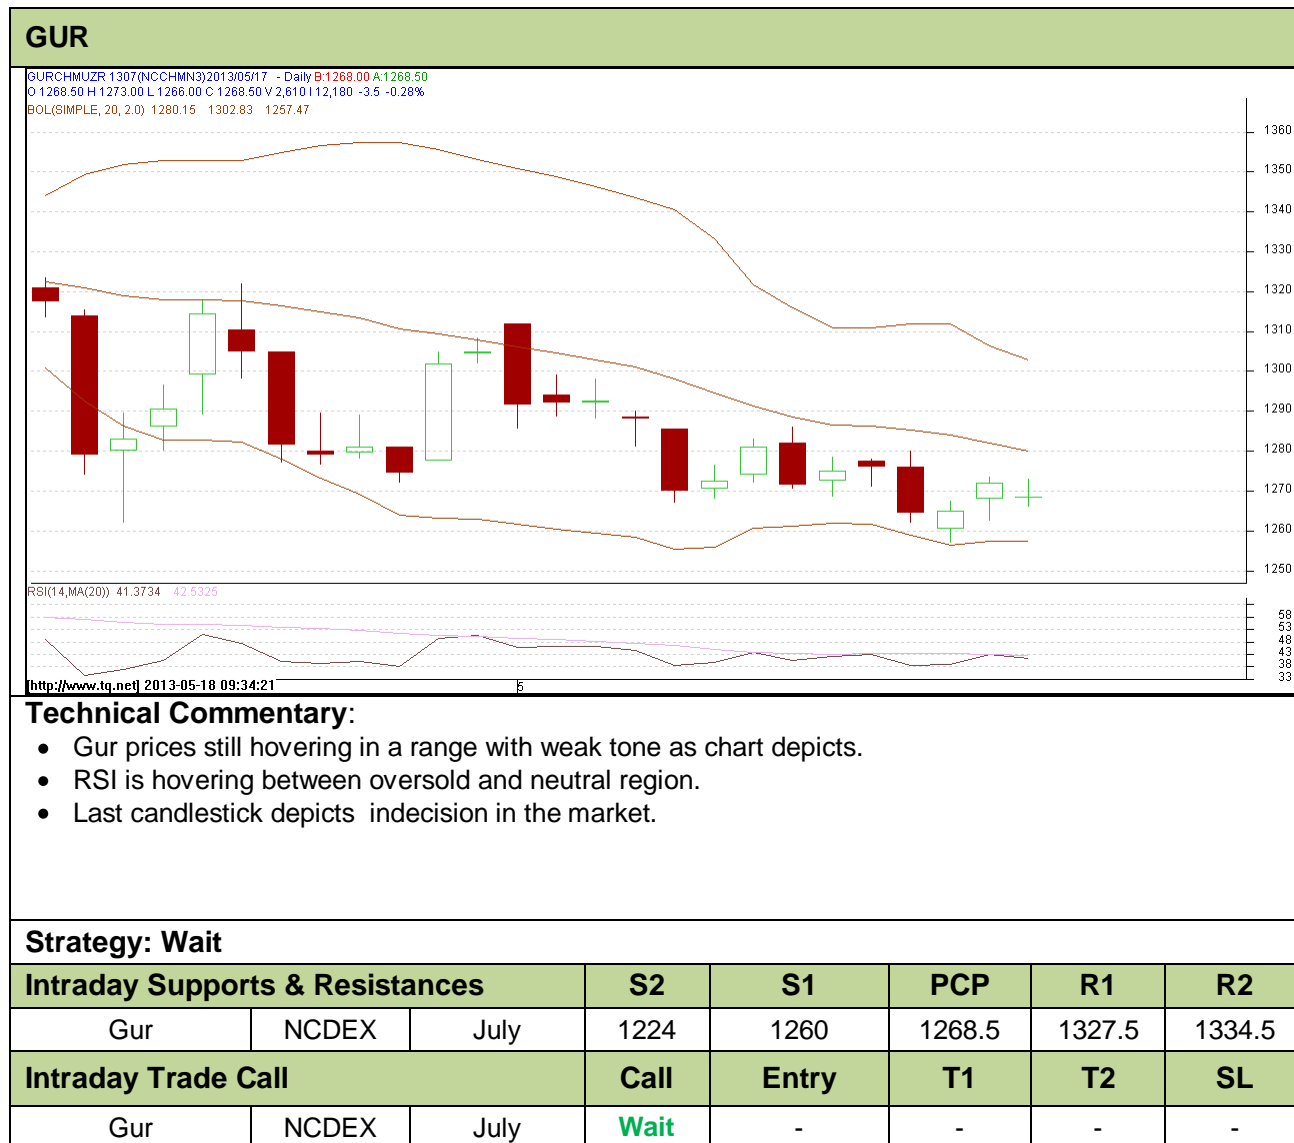 GUR
GURCHMUZR 1307(NCCHMN3)2013/05/17 - Daily B:1268.00 A:1268.50
O 1268.50 H 1273.00 L 1266.00 C 1268.50 V 2,610 I 12,180 -3.5 -0.28%
BOL(SIMPLE, 20, 2.0) 1280.15 1302.83 1257.47
1360
1350
1340
1330
1320
1310
1300
1290
1280
1270
1260
1250
RSI(14,MA(20)) 41.3734 42.5325
58
53
48
43
38
33
[http://www.tq.net] 2013-05-18 09:34:21
5
Technical Commentary:
• Gur prices still hovering in a range with weak tone as chart depicts.
• RSI is hovering between oversold and neutral region.
• Last candlestick depicts  indecision in the market.
Strategy: Wait
Intraday Supports & Resistances S2 S1 PCP R1 R2
Gur NCDEX July 1224 1260 1268.5 1327.5 1334.5
Intraday Trade Call Call Entry T1 T2 SL
Gur NCDEX July Wait - - - -